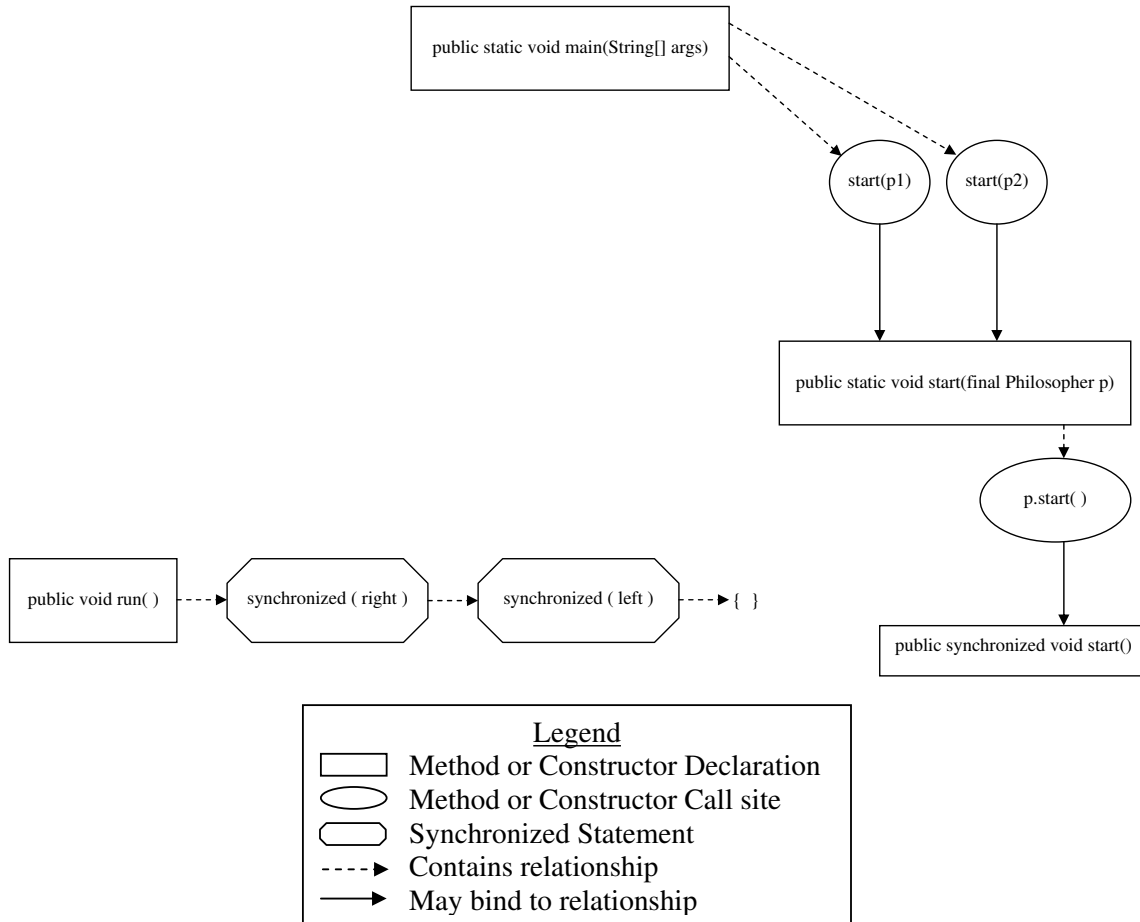 public static void main(String[] args)
start(p1)
start(p2)
public static void start(final Philosopher p)
p.start( )
public void run( )
synchronized ( right )
synchronized ( left )
{ }
public synchronized void start()
Legend
Method or Constructor Declaration
Method or Constructor Call site
Synchronized Statement
Contains relationship
May bind to relationship